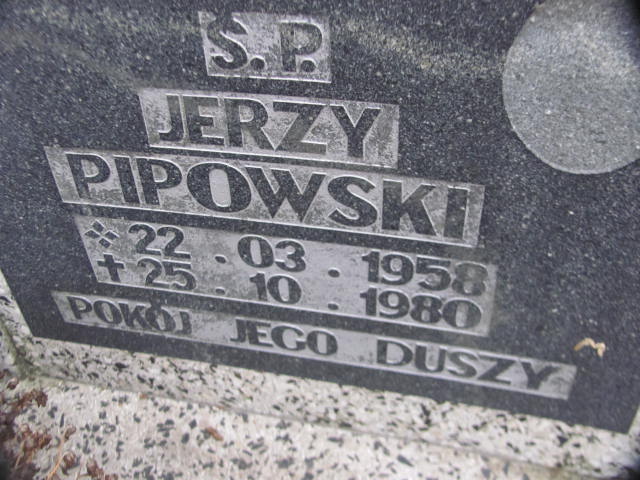 Ś.P.
JERZY
PIPOWSKI
22.03.1958
25.10.1980
POKÓJ JEGO DUSZY